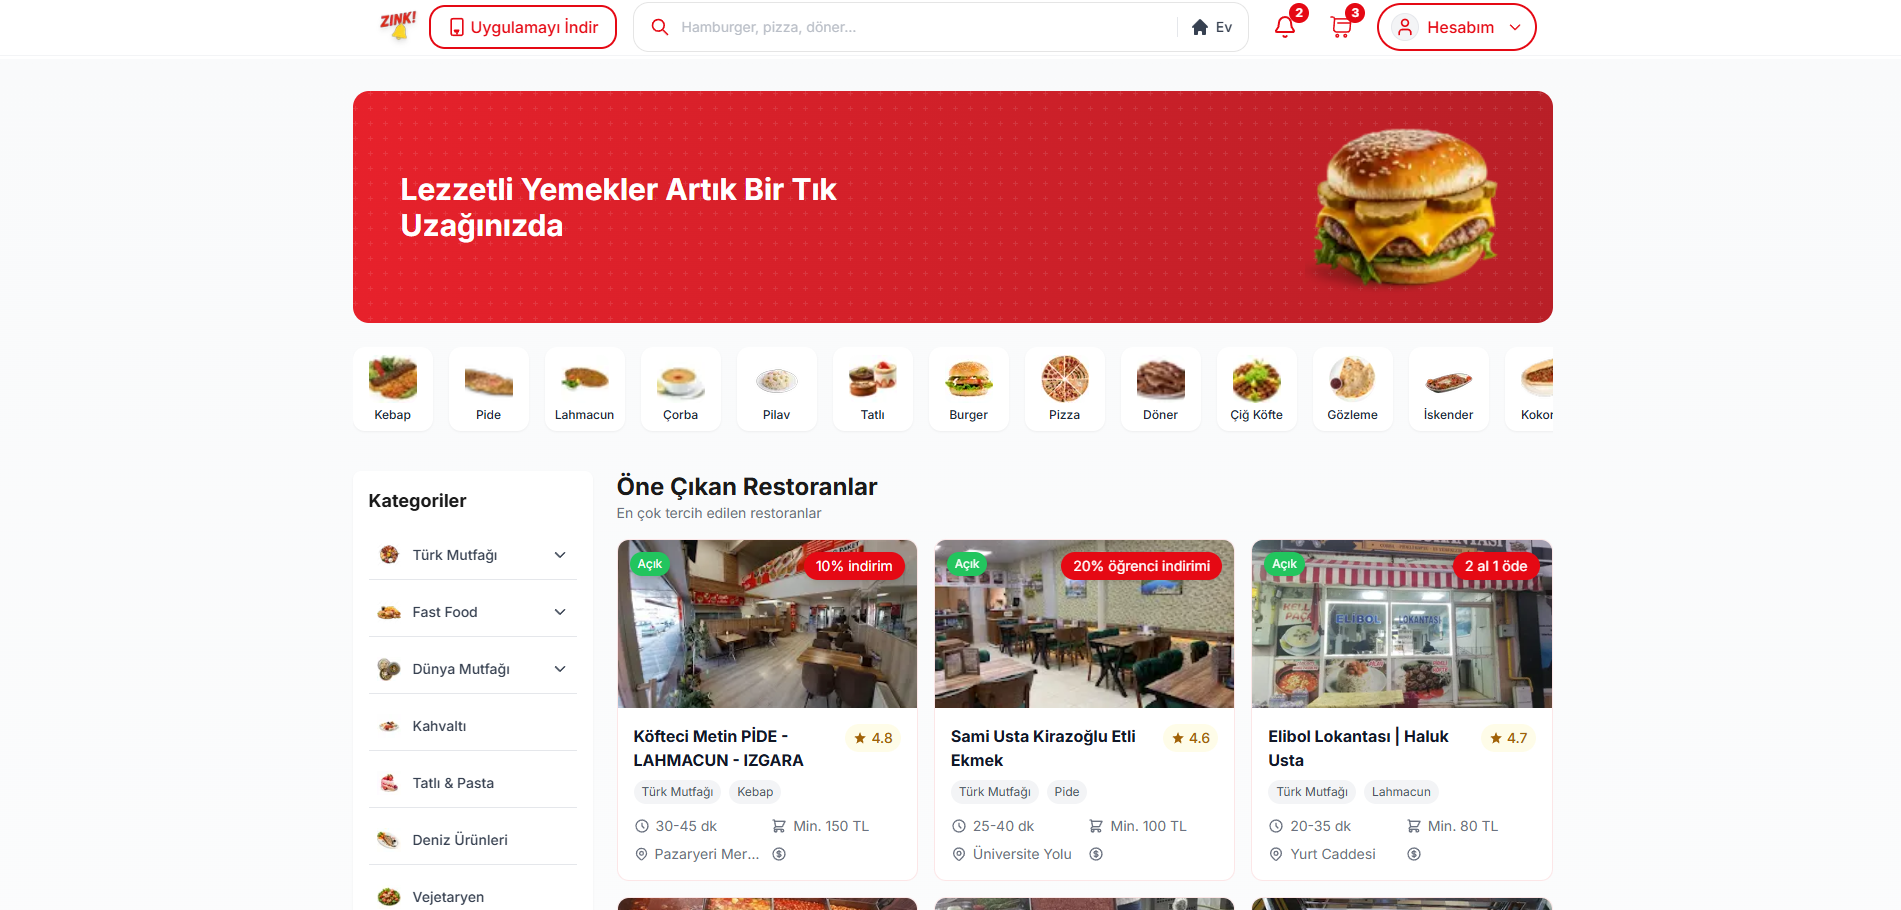 ZINK!
Uygulamayı İndir
Hamburger, pizza, döner...
Ev
2
3
Hesabım
Lezzetli Yemekler Artık Bir Tık
Uzağınızda
Kebap
Pide
Lahmacun
Çorba
Pilav
Tatlı
Burger
Pizza
Döner
Çiğ Köfte
Gözleme
İskender
Kokor
Kategoriler
Türk Mutfağı
Fast Food
Dünya Mutfağı
Kahvaltı
Tatlı & Pasta
Deniz Ürünleri
Vejetaryen
Öne Çıkan Restoranlar
En çok tercih edilen restoranlar
Açık
10% indirim
Köfteci Metin PİDE -
LAHMACUN - IZGARA
4.8
Türk Mutfağı
Kebap
30-45 dk
Min. 150 TL
Pazaryeri Mer...
Açık
20% öğrenci indirimi
Sami Usta Kirazoğlu Etli
Ekmek
4.6
Türk Mutfağı
Pide
25-40 dk
Min. 100 TL
Üniversite Yolu
Açık
2 al 1 öde
KELLE
PAÇA
ELIBOL
LOKANTASI
Elibol Lokantası | Haluk
Usta
4.7
Türk Mutfağı
Lahmacun
20-35 dk
Min. 80 TL
Yurt Caddesi